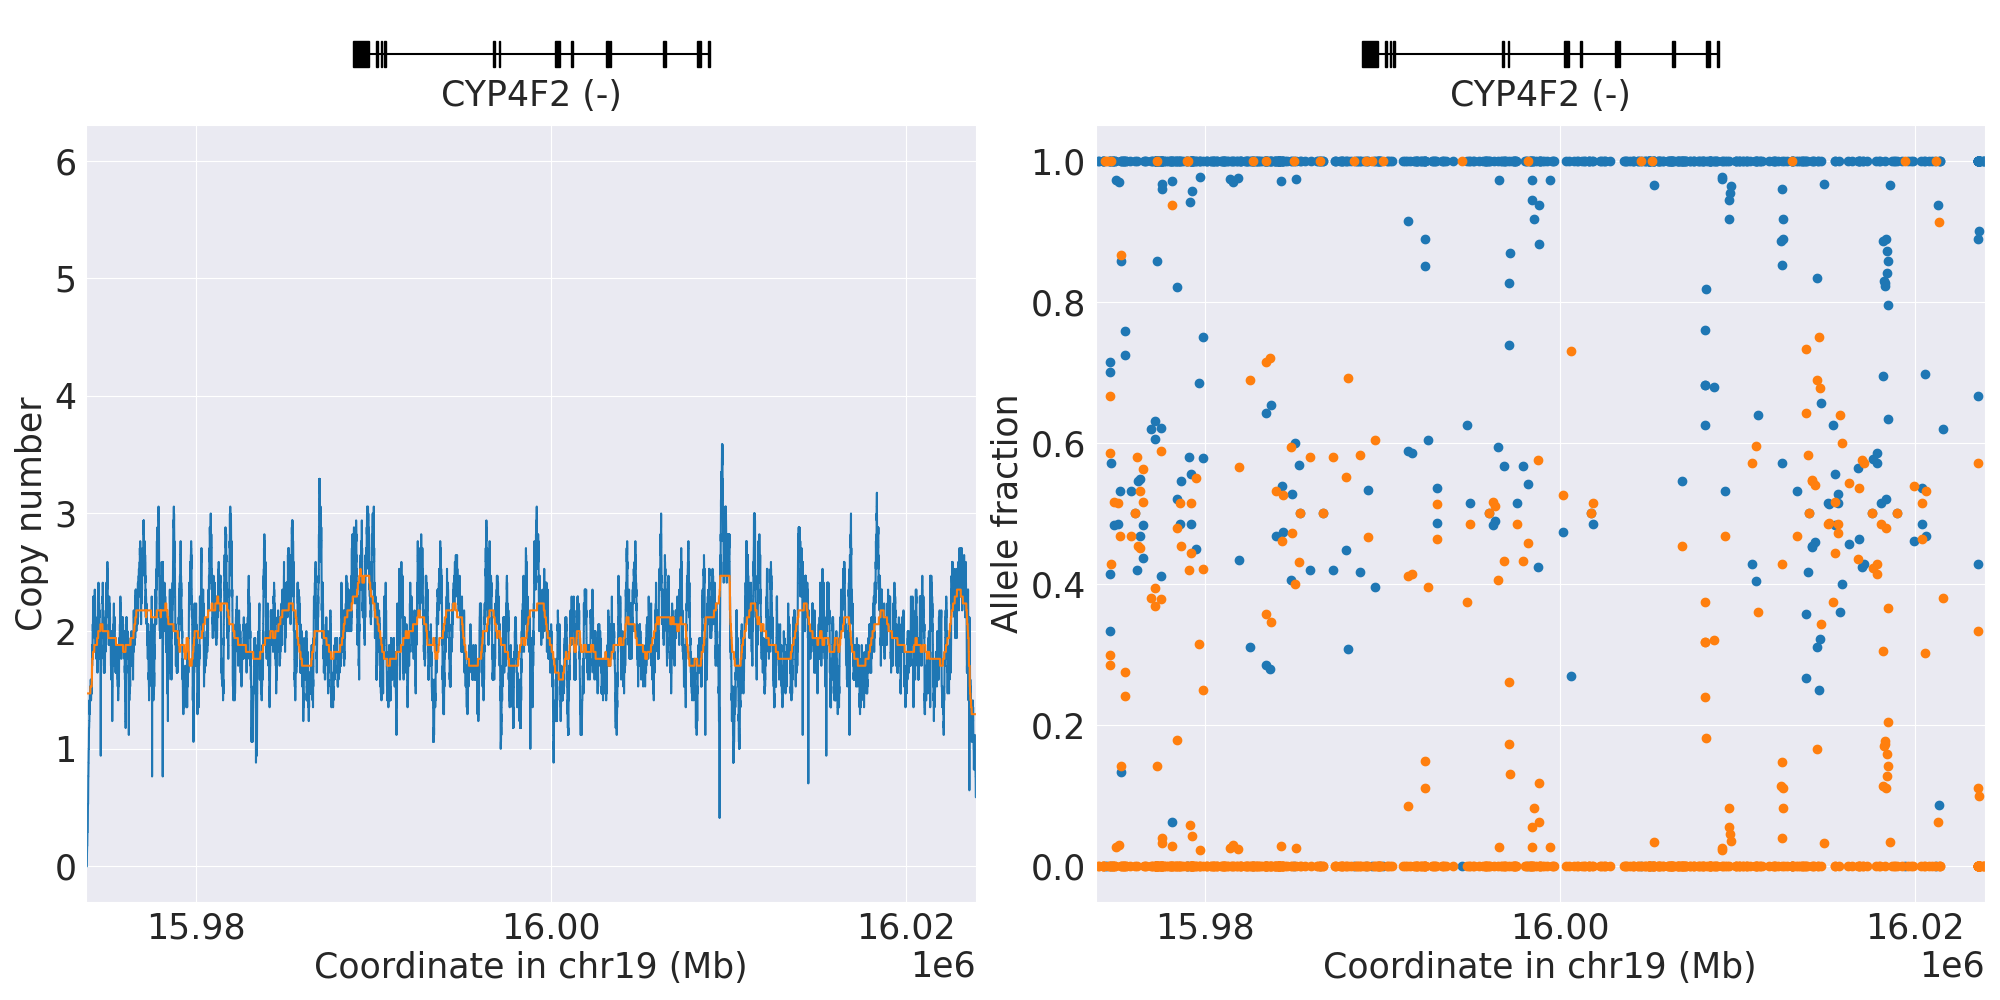 CYP4F2 (-)
6
5
4
3
2
1
0
Copy number
15.98
16.00
16.02
Coordinate in chr19 (Mb)
1e6
CYP4F2 (-)
1.0
0.8
0.6
0.4
0.2
0.0
Allele fraction
15.98
16.00
16.02
Coordinate in chr19 (Mb)
1e6